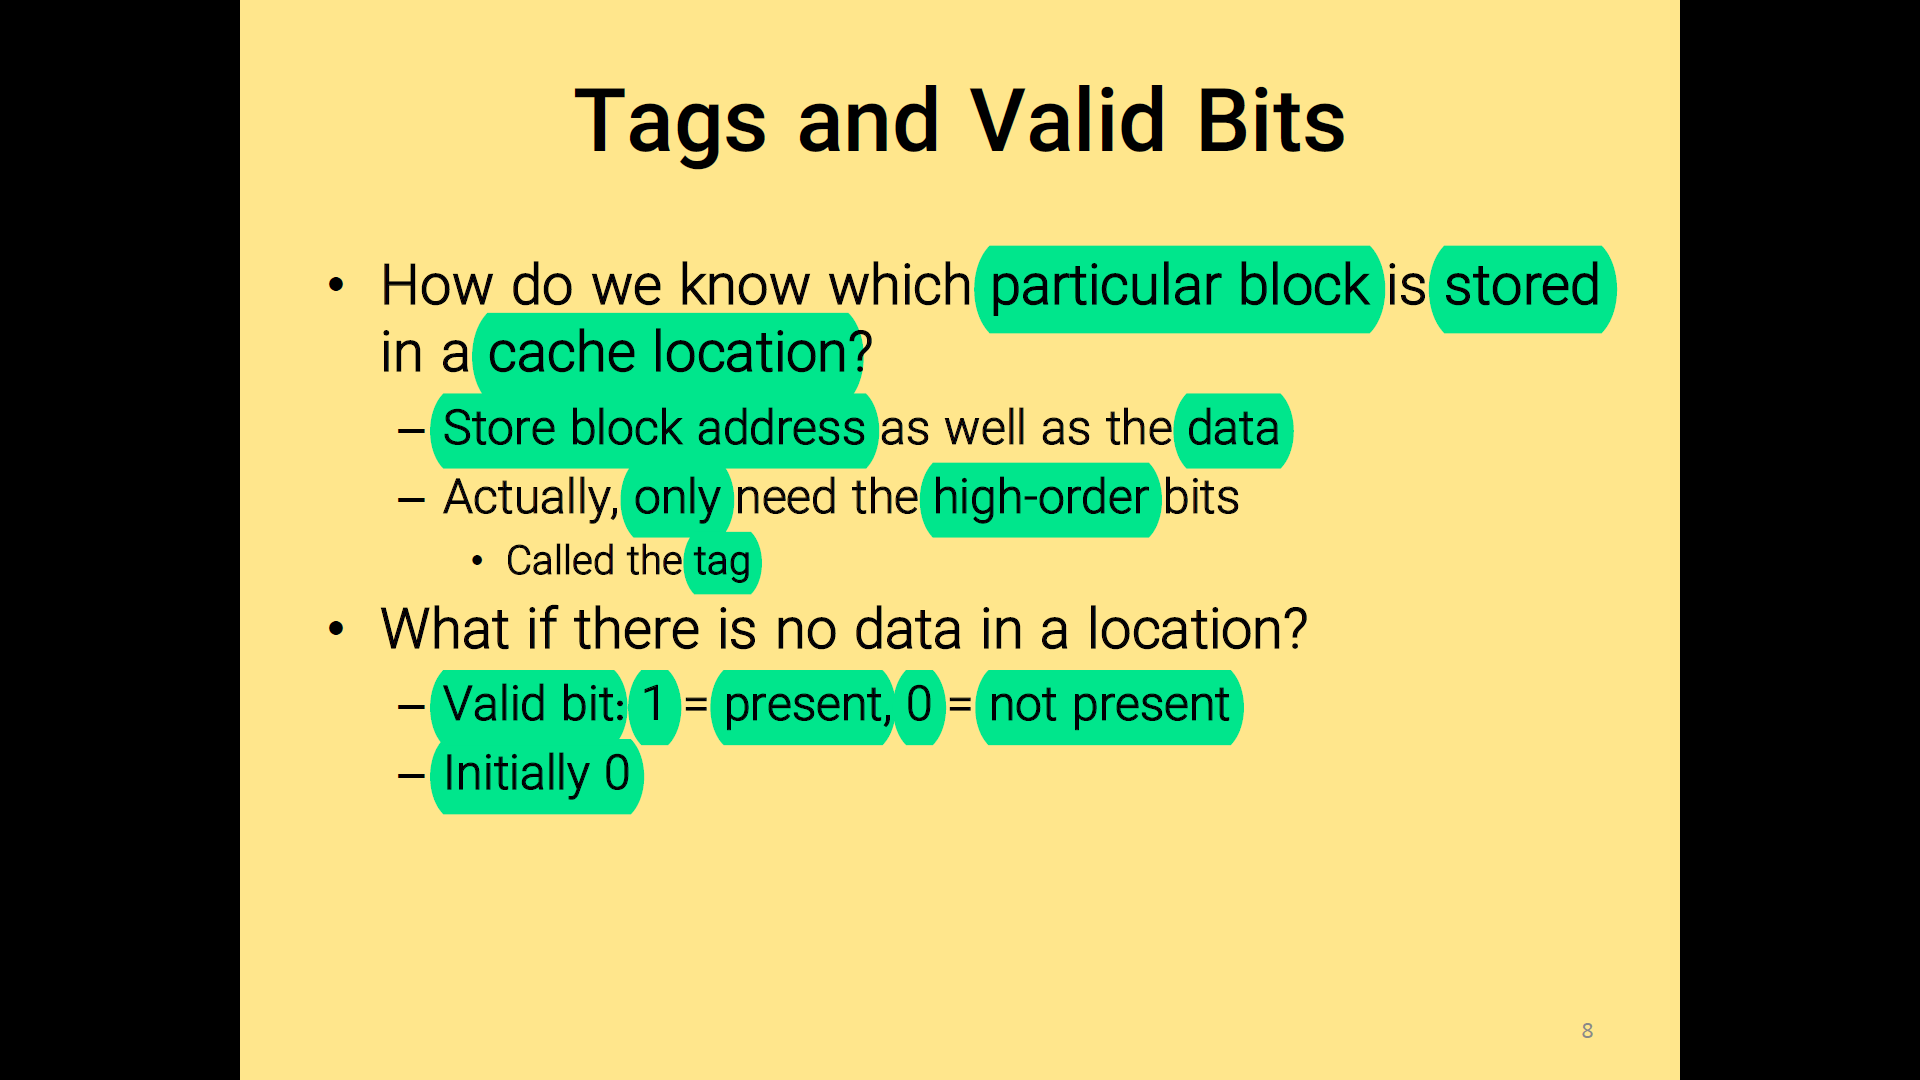 Tags and Valid Bits
• How do we know which particular block is stored
in a cache location?
– Store block address as well as the data
– Actually, only need the high-order bits
• Called the tag
• What if there is no data in a location?
– Valid bit: 1 = present, 0 = not present
– Initially 0
8